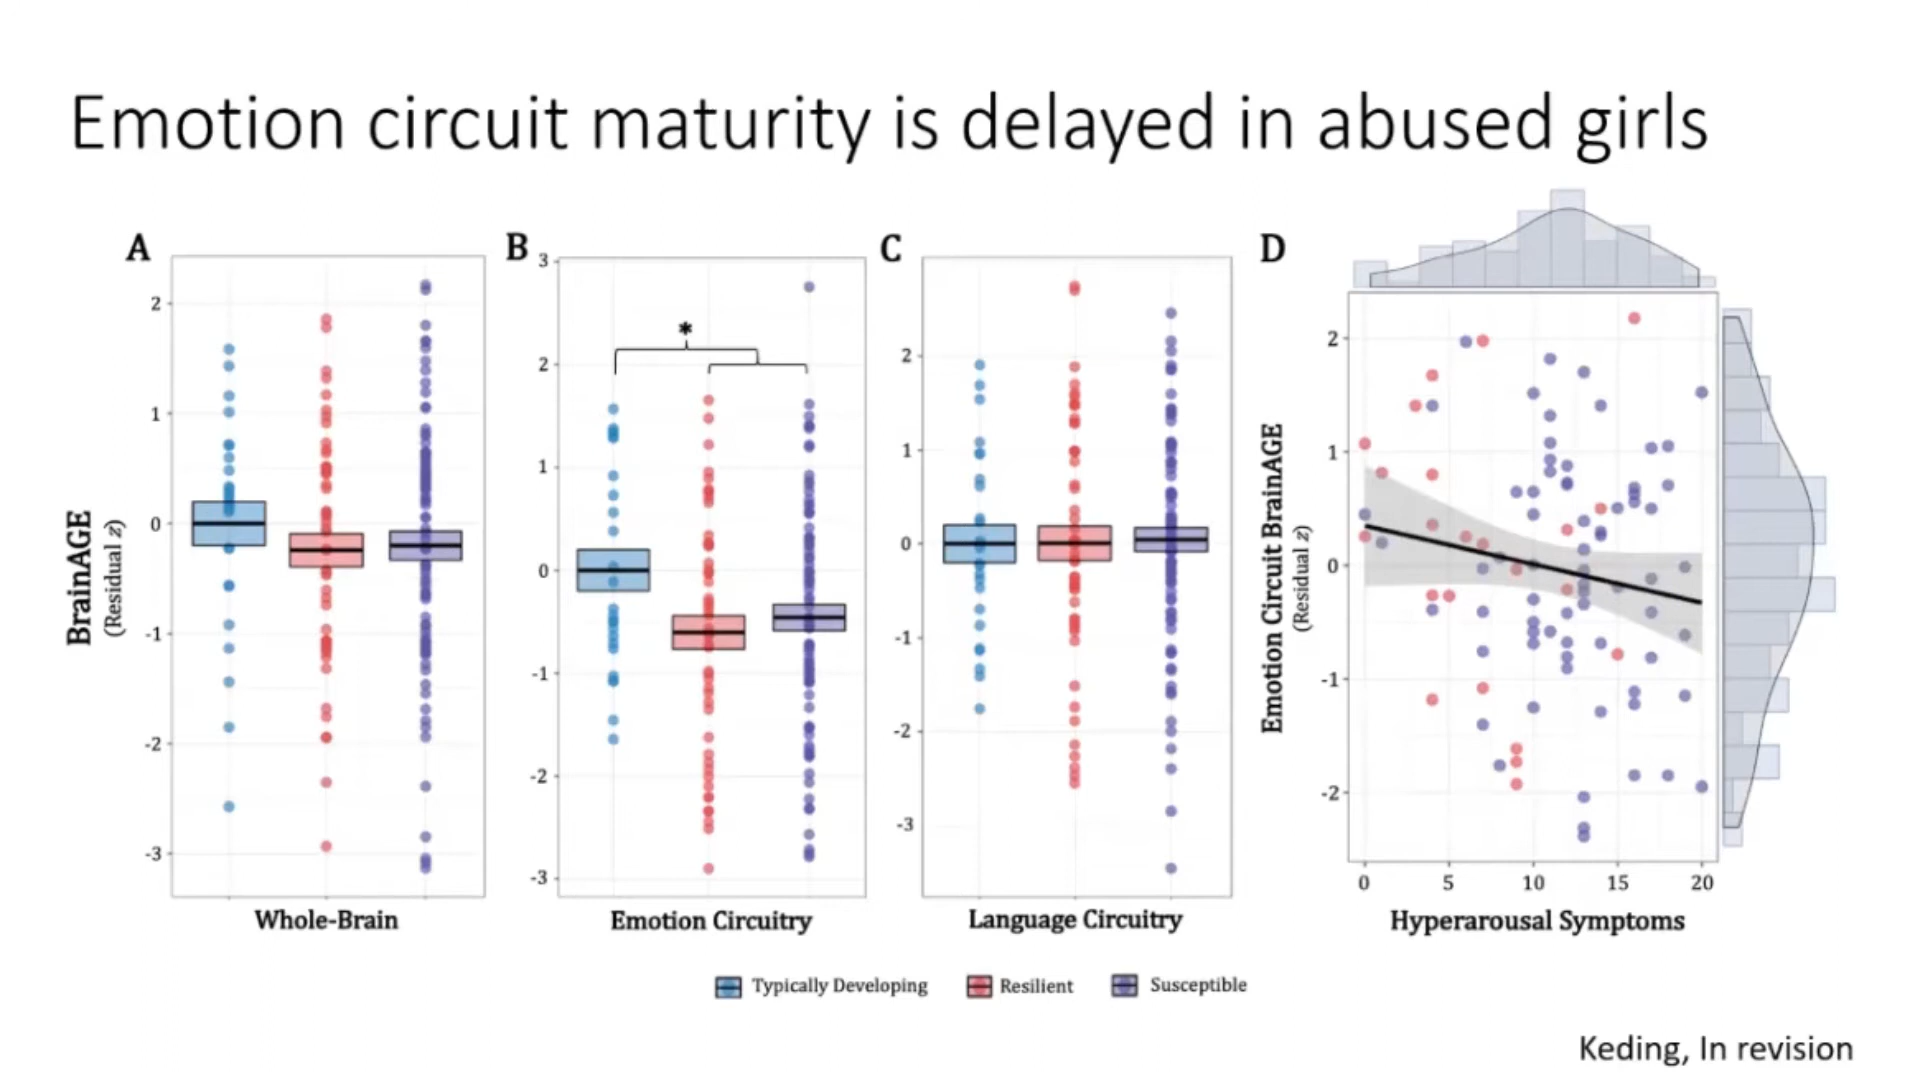 Emotion circuit maturity is delayed in abused girls
A
BrainAGE
(Residual z)
2
1
0
-1
-2
-3
Whole-Brain
B
3
2
1
0
-1
-2
-3
*
Emotion Circuitry
C
2
1
0
-1
-2
-3
Language Circuitry
D
Emotion Circuit BrainAGE
(Residual z)
2
1
0
-1
-2
0 5 10 15 20
Hyperarousal Symptoms
Typically Developing Resilient Susceptible
Keding, In revision